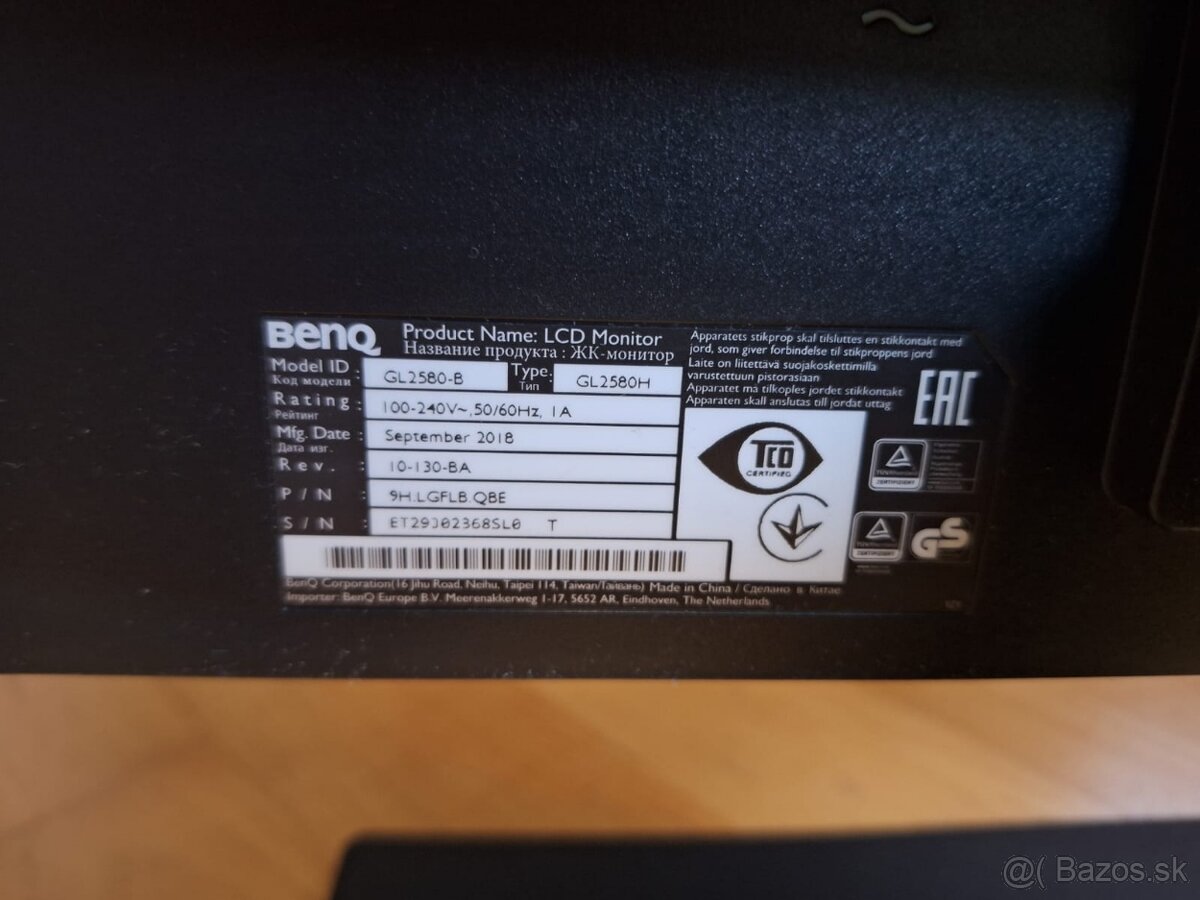 BenQ
Product Name: LCD Monitor
Название продукта : ЖК-монитор
Model ID : GL2580-B
Код модели
Type. GL2580H
Тип
Rating : 100-240V~,50/60Hz, 1A
Рейтинг
Mfg. Date : September 2018
Дата изг.
Rev. : 10-130-BA
P/N : 9H.LGFLB.QBE
S/N : T
BenQ Corporation(16 Jihu Road, Neihu, Taipei 114, Taiwan/Тайвань) Made in China / Сделано в Китае
Importer: BenQ Europe B.V. Meerenakkerweg 1-17, 5652 AR, Eindhoven, The Netherlands
Apparatets stikprop skal tilsluttes en stikkontakt med
jord, som giver forbindelse til stikproppens jord
Laite on liitettävä suojakoskettimilla
varustettuun pistorasiaan
Apparatet må tilkoples jordet stikkontakt
Apparaten skall anslutas till jordat uttag
EAC
TCO
CERTIFIED
GS
@( Bazos.sk